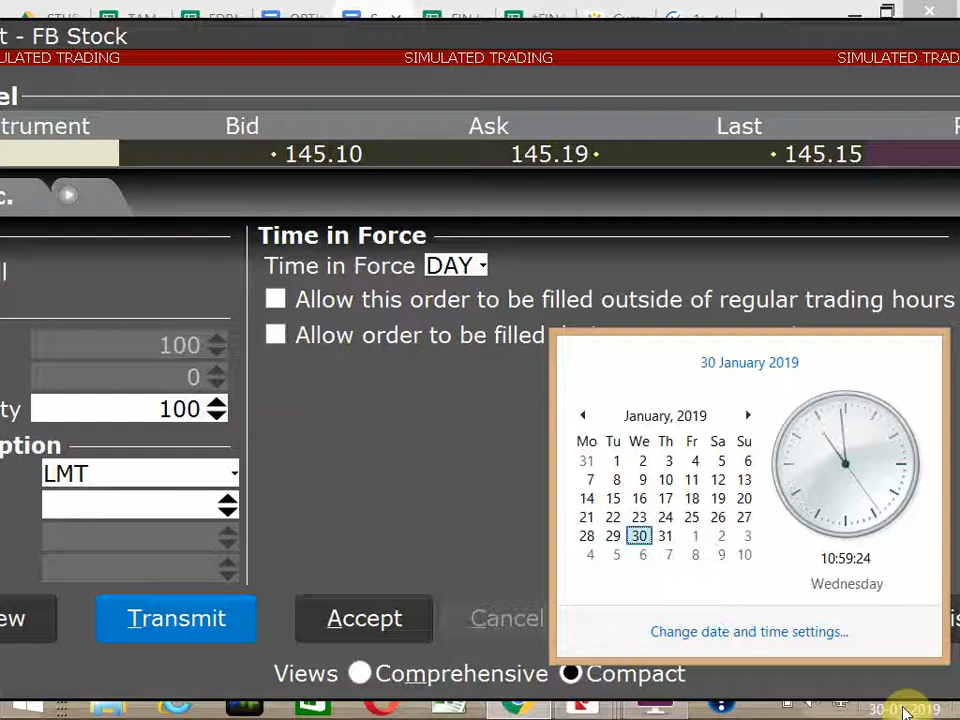 t - FB Stock
ULATED TRADING SIMULATED TRADING SIMULATED TRAD
el
trument Bid Ask Last
145.10 145.19 145.15
c.
Time in Force
Time in Force DAY
Allow this order to be filled outside of regular trading hours
100
Allow order to be filled
0
ty 100
ption
LMT
30 January 2019
January, 2019
Mo Tu We Th Fr Sa Su
31 1 2 3 4 5 6
7 8 9 10 11 12 13
14 15 16 17 18 19 20
21 22 23 24 25 26 27
28 29 30 31 1 2 3
4 5 6 7 8 9 10
10:59:24
Wednesday
Change date and time settings...
ew Transmit Accept Cancel
Views Comprehensive Compact
30-01-2019